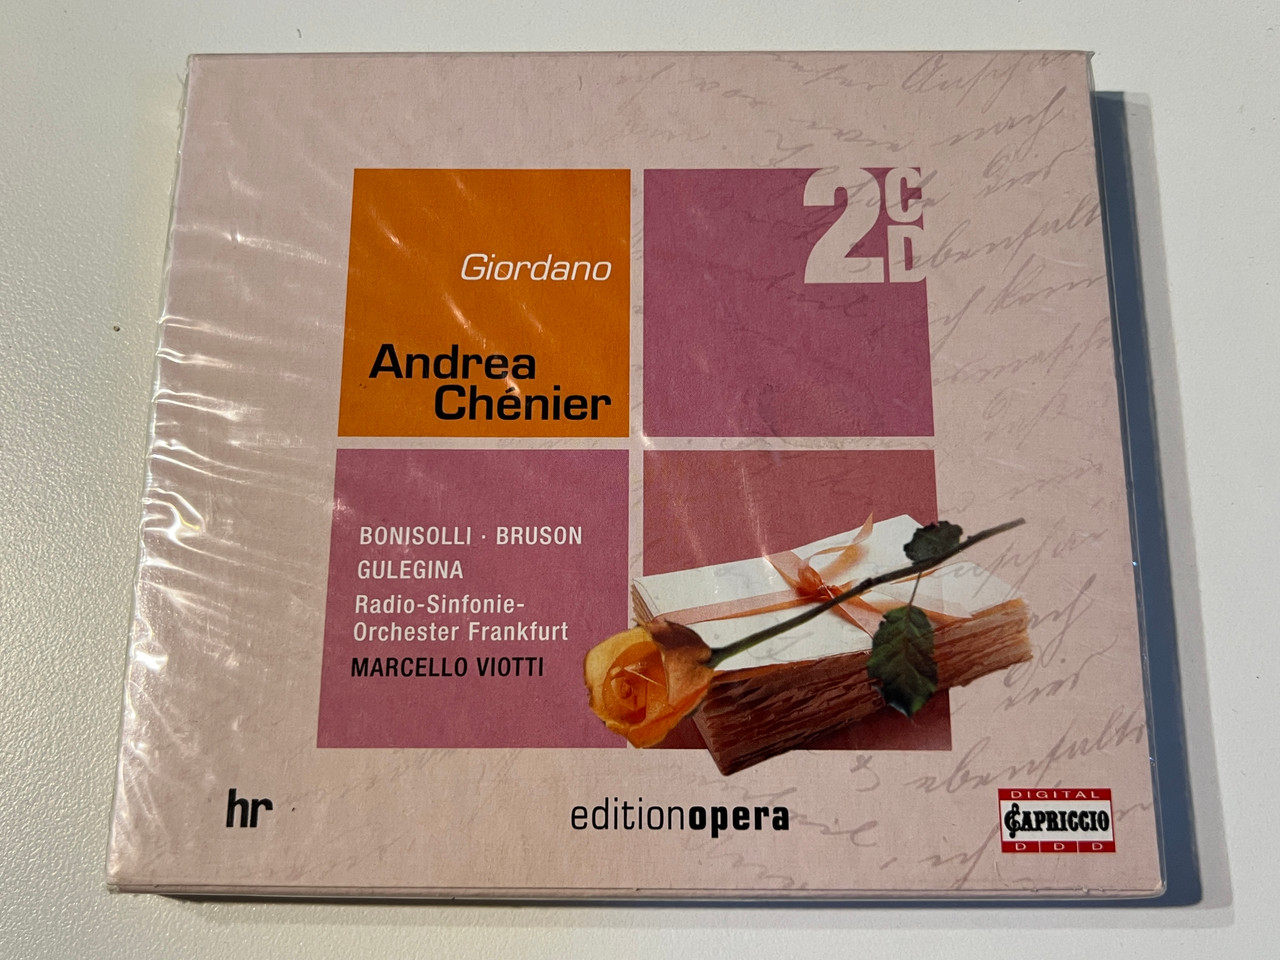 Giordano
Andrea
Chénier
2CD
BONISOLLI · BRUSON
GULEGINA
Radio-Sinfonie-
Orchester Frankfurt
MARCELLO VIOTTI
hr
editionopera
DIGITAL
CAPRICCIO
DDD